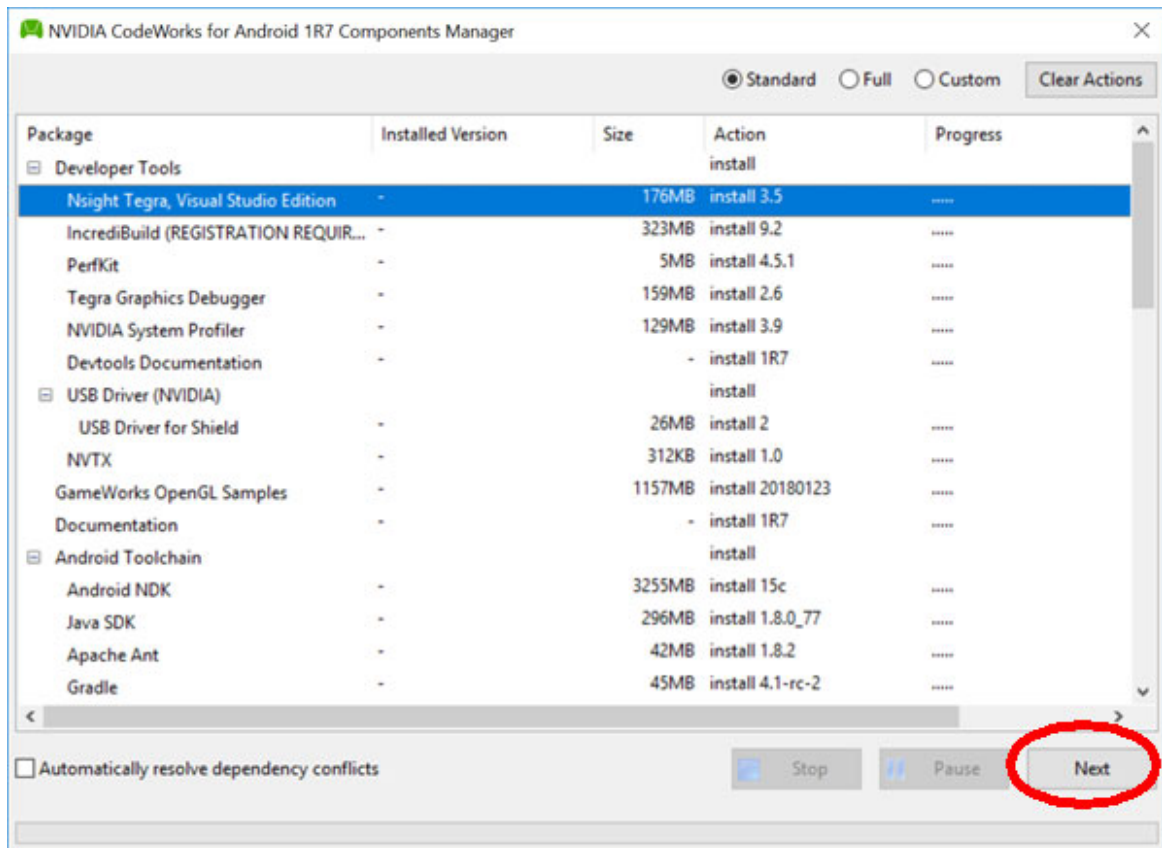 NVIDIA CodeWorks for Android 1R7 Components Manager
Standard Full Custom Clear Actions
Package Installed Version Size Action Progress
Developer Tools install
Nsight Tegra, Visual Studio Edition - 176MB install 3.5 .....
IncrediBuild (REGISTRATION REQUIR... - 323MB install 9.2 .....
PerfKit - 5MB install 4.5.1 .....
Tegra Graphics Debugger - 159MB install 2.6 .....
NVIDIA System Profiler - 129MB install 3.9 .....
Devtools Documentation - - install 1R7 .....
USB Driver (NVIDIA) install
USB Driver for Shield - 26MB install 2 .....
NVTX - 312KB install 1.0 .....
GameWorks OpenGL Samples - 1157MB install 20180123 .....
Documentation - - install 1R7 .....
Android Toolchain install
Android NDK - 3255MB install 15c .....
Java SDK - 296MB install 1.8.0_77 .....
Apache Ant - 42MB install 1.8.2 .....
Gradle - 45MB install 4.1-rc-2 .....
Automatically resolve dependency conflicts Stop Pause Next